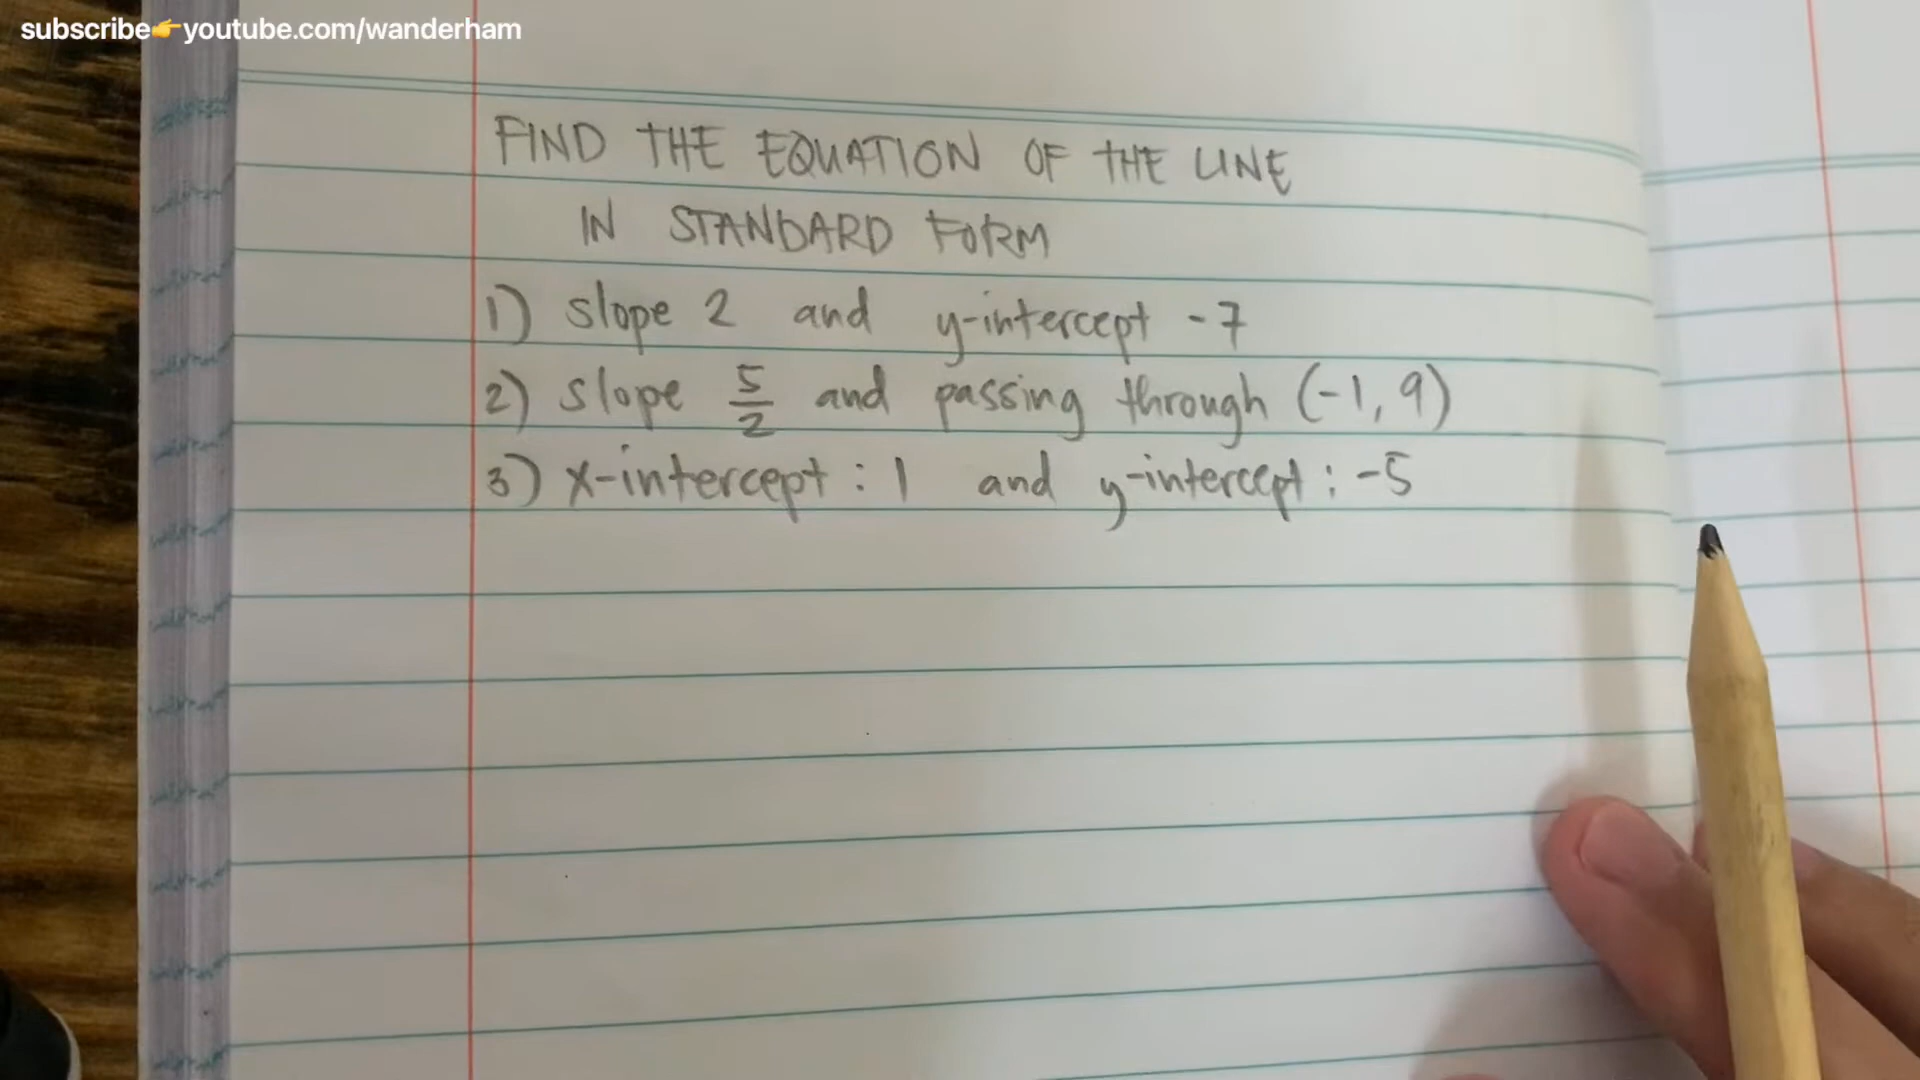 subscribe👉youtube.com/wanderham
FIND THE EQUATION OF THE LINE
IN STANDARD FORM
1) slope 2 and y-intercept -7
2) slope 5/2 and passing through (-1, 9)
3) x-intercept : 1 and y-intercept : -5